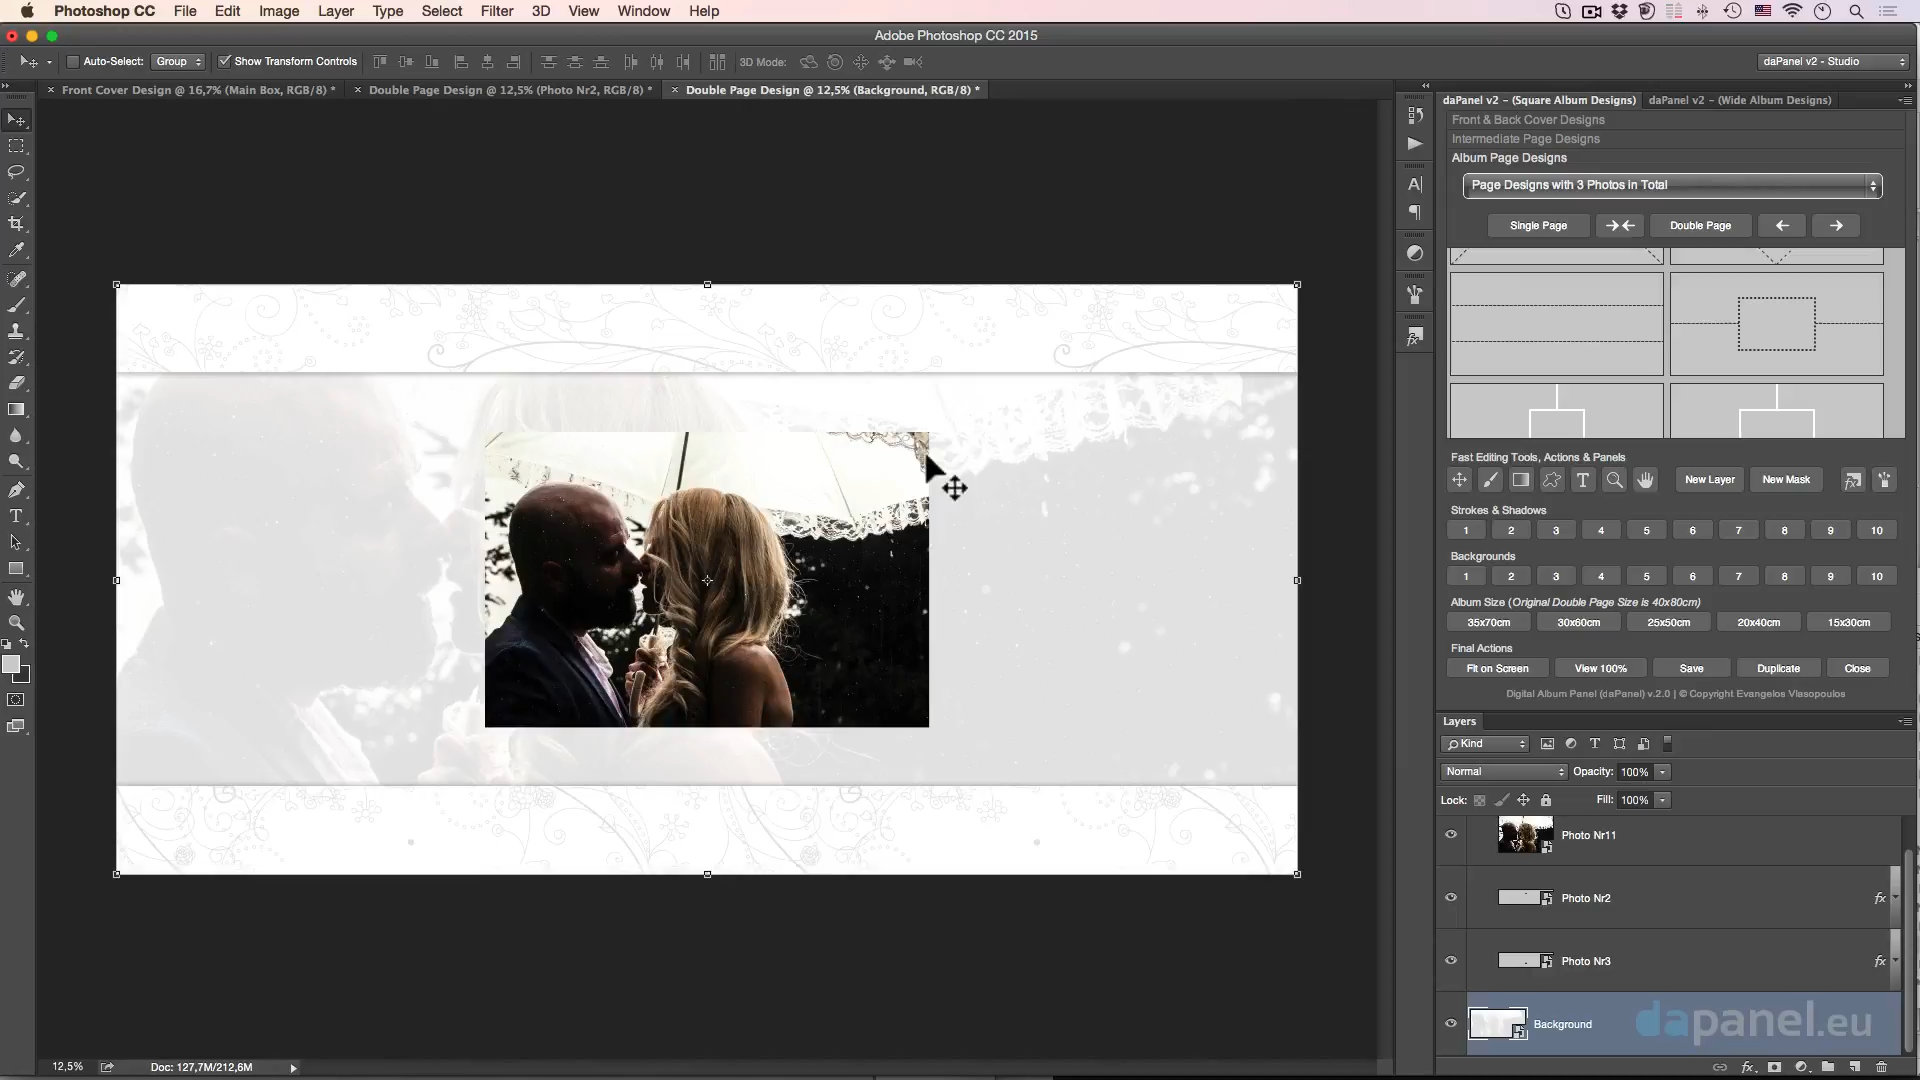 Photoshop CC File Edit Image Layer Type Select Filter 3D View Window Help
Adobe Photoshop CC 2015
Auto-Select: Group Show Transform Controls 3D Mode: daPanel v2 - Studio
Front Cover Design @ 16,7% (Main Box, RGB/8) * Double Page Design @ 12,5% (Photo Nr2, RGB/8) * Double Page Design @ 12,5% (Background, RGB/8) *
daPanel v2 – (Square Album Designs) daPanel v2 – (Wide Album Designs)
Front & Back Cover Designs
Intermediate Page Designs
Album Page Designs
Page Designs with 3 Photos in Total
Single Page Double Page
Fast Editing Tools, Actions & Panels
New Layer New Mask
Strokes & Shadows
1 2 3 4 5 6 7 8 9 10
Backgrounds
1 2 3 4 5 6 7 8 9 10
Album Size (Original Double Page Size is 40x80cm)
35x70cm 30x60cm 25x50cm 20x40cm 15x30cm
Final Actions
Fit on Screen View 100% Save Duplicate Close
Digital Album Panel (daPanel) v.2.0 | © Copyright Evangelos Vlasopoulos
Layers
Kind
Normal Opacity: 100%
Lock: Fill: 100%
Photo Nr11
Photo Nr2 fx
Photo Nr3 fx
Background
dapanel.eu
12,5% Doc: 127,7M/212,6M